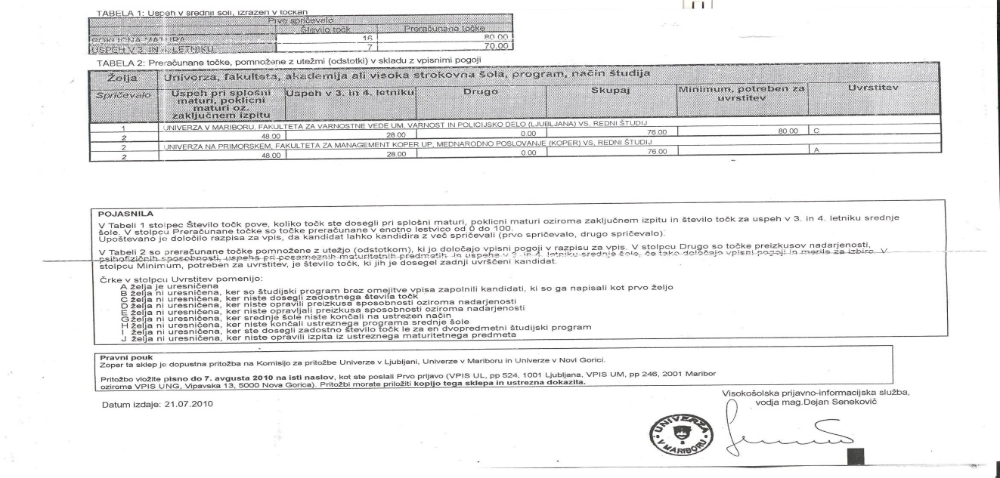 TABELA 1: Uspeh v srednji šoli, izražen v točkah
Prvo spričevalo
Število točk Preračunane točke
POKLICNA MATURA 16 80.00
USPEH V 3. IN 4. LETNIKU 7 70.00
TABELA 2: Preračunane točke, pomnožene z utežmi (odstotki) v skladu z vpisnimi pogoji
Želja Univerza, fakulteta, akademija ali visoka strokovna šola, program, način študija
Spričevalo Uspeh pri splošni maturi, poklicni maturi oz. zaključnem izpitu Uspeh v 3. in 4. letniku Drugo Skupaj Minimum, potreben za uvrstitev Uvrstitev
1 UNIVERZA V MARIBORU, FAKULTETA ZA VARNOSTNE VEDE UM, VARNOST IN POLICIJSKO DELO (LJUBLJANA) VS, REDNI ŠTUDIJ
2 48.00 28.00 0.00 76.00 80.00 C
2 UNIVERZA NA PRIMORSKEM, FAKULTETA ZA MANAGEMENT KOPER UP, MEDNARODNO POSLOVANJE (KOPER) VS, REDNI ŠTUDIJ
2 48.00 28.00 0.00 76.00 A
POJASNILA
V Tabeli 1 stolpec Število točk pove, koliko točk ste dosegli pri splošni maturi, poklicni maturi oziroma zaključnem izpitu in število točk za uspeh v 3. in 4. letniku srednje
šole. V stolpcu Preračunane točke so točke preračunane v enotno lestvico od 0 do 100.
Upoštevano je določilo razpisa za vpis, da kandidat lahko kandidira z več spričevali (prvo spričevalo, drugo spričevalo).
V Tabeli 2 so preračunane točke pomnožene z utežjo (odstotkom), ki jo določajo vpisni pogoji v razpisu za vpis. V stolpcu Drugo so točke preizkusov nadarjenosti,
psihofizičnih sposobnosti, uspehs pri posameznih maturitetnih predmetih in uspeha v 3. in 4. letniku srednje šole, če tako določajo vpisni pogoji in merila za izbiro. V
stolpcu Minimum, potreben za uvrstitev, je število točk, ki jih je dosegel zadnji uvrščeni kandidat.
Črke v stolpcu Uvrstitev pomenijo:
A želja je uresničena
B želja ni uresničena, ker so študijski program brez omejitve vpisa zapolnili kandidati, ki so ga napisali kot prvo željo
C želja ni uresničena, ker niste dosegli zadostnega števila točk
D želja ni uresničena, ker niste opravili preizkusa sposobnosti oziroma nadarjenosti
E želja ni uresničena, ker niste opravljali preizkusa sposobnosti oziroma nadarjenosti
G želja ni uresničena, ker srednje šole niste končali na ustrezen način
H želja ni uresničena, ker niste končali ustreznega programa srednje šole
I želja ni uresničena, ker ste dosegli zadostno število točk le za en dvopredmetni študijski program
J želja ni uresničena, ker niste opravili izpita iz ustreznega maturitetnega predmeta
Pravni pouk
Zoper ta sklep je dopustna pritožba na Komisijo za pritožbe Univerze v Ljubljani, Univerze v Mariboru in Univerze v Novi Gorici.
Pritožbo vložite pisno do 7. avgusta 2010 na isti naslov, kot ste poslali Prvo prijavo (VPIS UL, pp 524, 1001 Ljubljana, VPIS UM, pp 246, 2001 Maribor
oziroma VPIS UNG, Vipavska 13, 5000 Nova Gorica). Pritožbi morate priložiti kopijo tega sklepa in ustrezna dokazila.
Datum izdaje: 21.07.2010
Visokošolska prijavno-informacijska služba,
vodja mag.Dejan Senekovič
UNIVERZA V MARIBORU